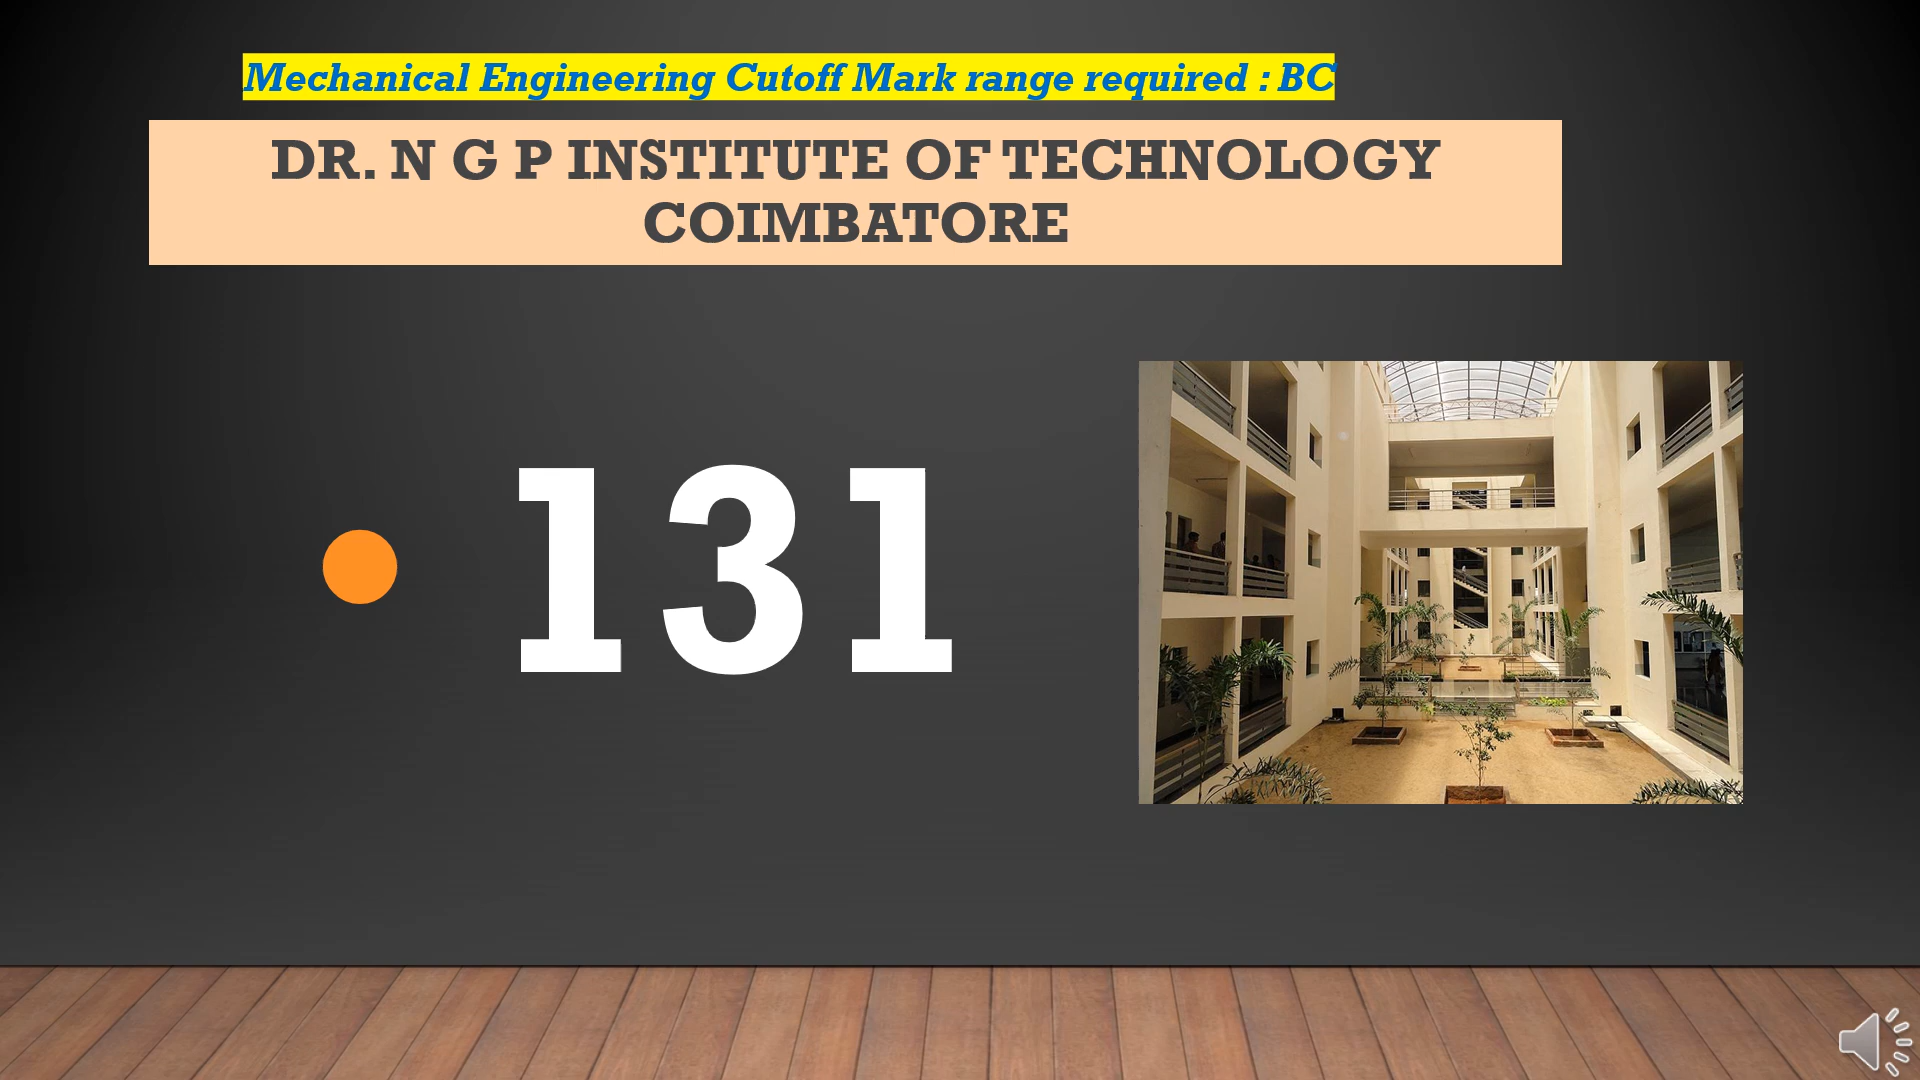 Mechanical Engineering Cutoff Mark range required : BC
DR. N G P INSTITUTE OF TECHNOLOGY
COIMBATORE
131